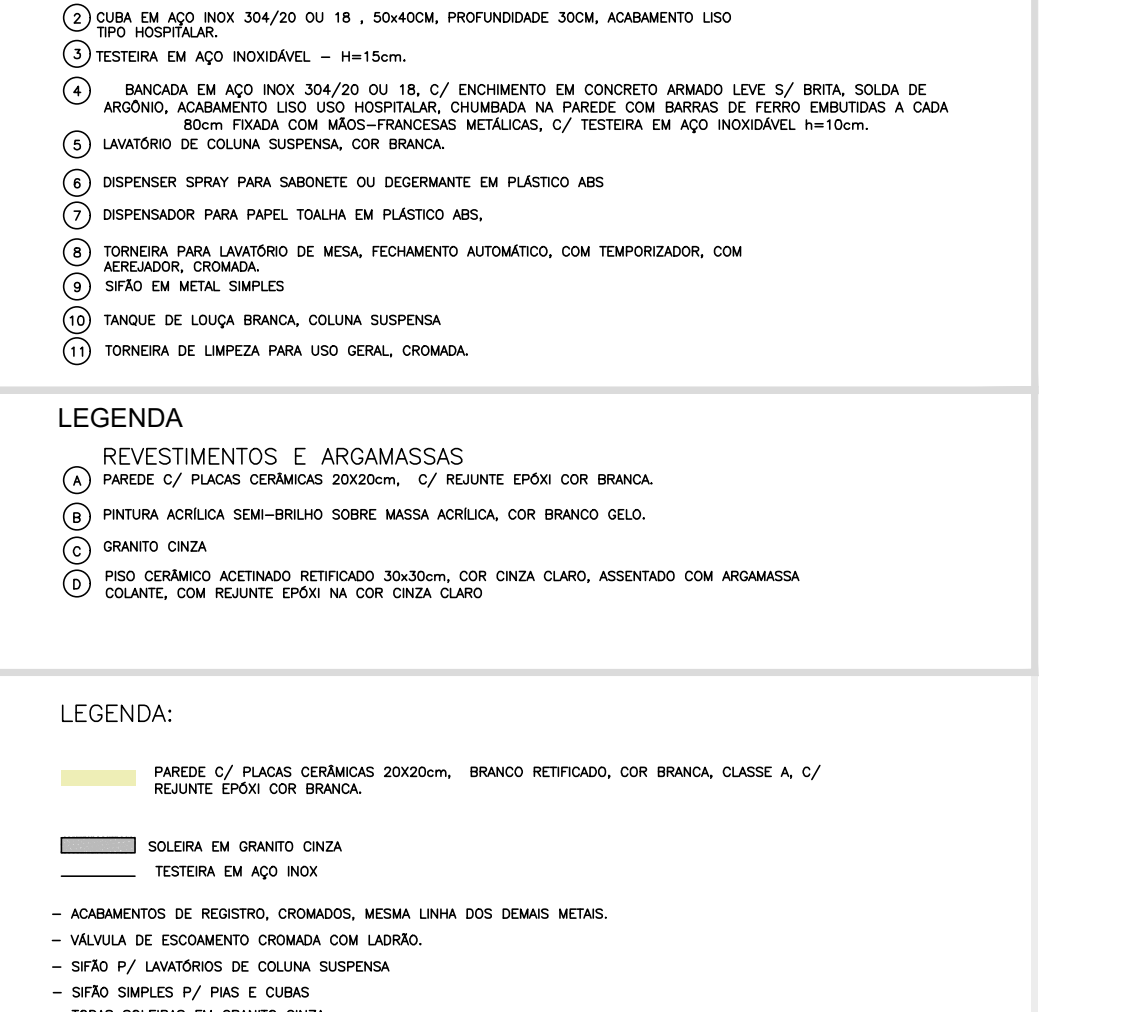 2 CUBA EM AÇO INOX 304/20 OU 18 , 50x40CM, PROFUNDIDADE 30CM, ACABAMENTO LISO
TIPO HOSPITALAR.
3 TESTEIRA EM AÇO INOXIDÁVEL – H=15cm.
4 BANCADA EM AÇO INOX 304/20 OU 18, C/ ENCHIMENTO EM CONCRETO ARMADO LEVE S/ BRITA, SOLDA DE
ARGÔNIO, ACABAMENTO LISO USO HOSPITALAR, CHUMBADA NA PAREDE COM BARRAS DE FERRO EMBUTIDAS A CADA
80cm FIXADA COM MÃOS–FRANCESAS METÁLICAS, C/ TESTEIRA EM AÇO INOXIDÁVEL h=10cm.
5 LAVATÓRIO DE COLUNA SUSPENSA, COR BRANCA.
6 DISPENSER SPRAY PARA SABONETE OU DEGERMANTE EM PLÁSTICO ABS
7 DISPENSADOR PARA PAPEL TOALHA EM PLÁSTICO ABS,
8 TORNEIRA PARA LAVATÓRIO DE MESA, FECHAMENTO AUTOMÁTICO, COM TEMPORIZADOR, COM
AEREJADOR, CROMADA.
9 SIFÃO EM METAL SIMPLES
10 TANQUE DE LOUÇA BRANCA, COLUNA SUSPENSA
11 TORNEIRA DE LIMPEZA PARA USO GERAL, CROMADA.
LEGENDA
REVESTIMENTOS E ARGAMASSAS
A PAREDE C/ PLACAS CERÂMICAS 20X20cm, C/ REJUNTE EPÓXI COR BRANCA.
B PINTURA ACRÍLICA SEMI–BRILHO SOBRE MASSA ACRÍLICA, COR BRANCO GELO.
C GRANITO CINZA
D PISO CERÂMICO ACETINADO RETIFICADO 30x30cm, COR CINZA CLARO, ASSENTADO COM ARGAMASSA
COLANTE, COM REJUNTE EPÓXI NA COR CINZA CLARO
LEGENDA:
PAREDE C/ PLACAS CERÂMICAS 20X20cm, BRANCO RETIFICADO, COR BRANCA, CLASSE A, C/
REJUNTE EPÓXI COR BRANCA.
SOLEIRA EM GRANITO CINZA
TESTEIRA EM AÇO INOX
– ACABAMENTOS DE REGISTRO, CROMADOS, MESMA LINHA DOS DEMAIS METAIS.
– VÁLVULA DE ESCOAMENTO CROMADA COM LADRÃO.
– SIFÃO P/ LAVATÓRIOS DE COLUNA SUSPENSA
– SIFÃO SIMPLES P/ PIAS E CUBAS